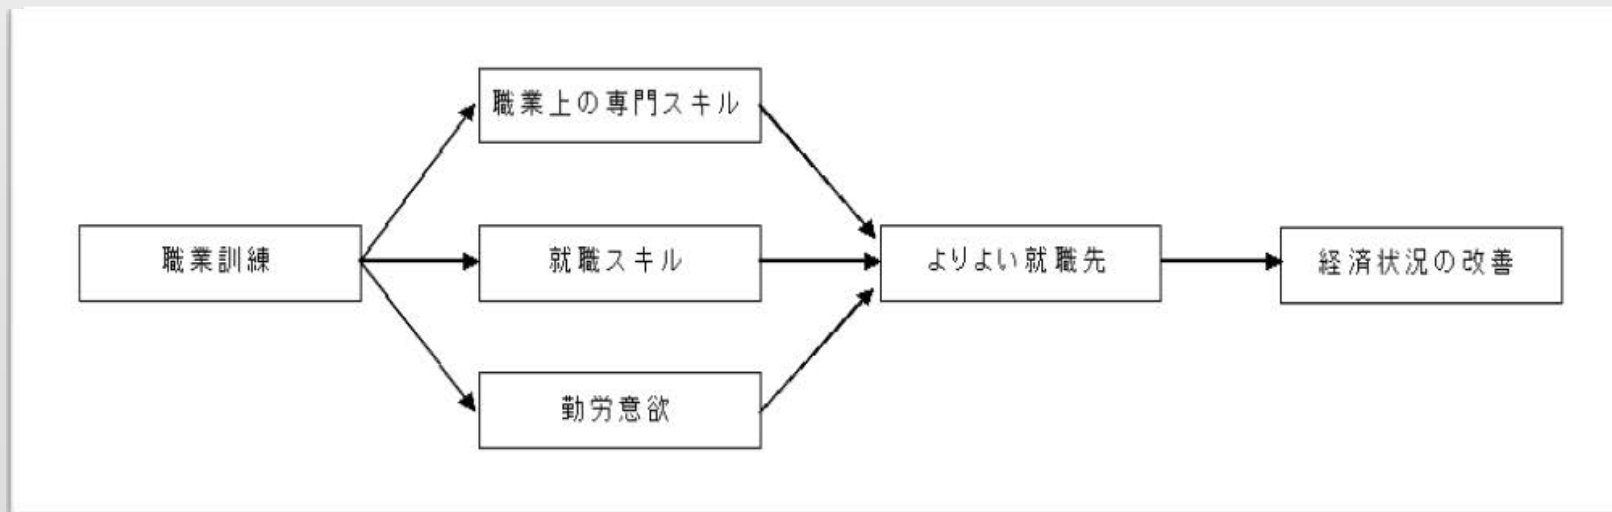 職業上の専門スキル
職業訓練
就職スキル
よりよい就職先
経済状況の改善
勤労意欲